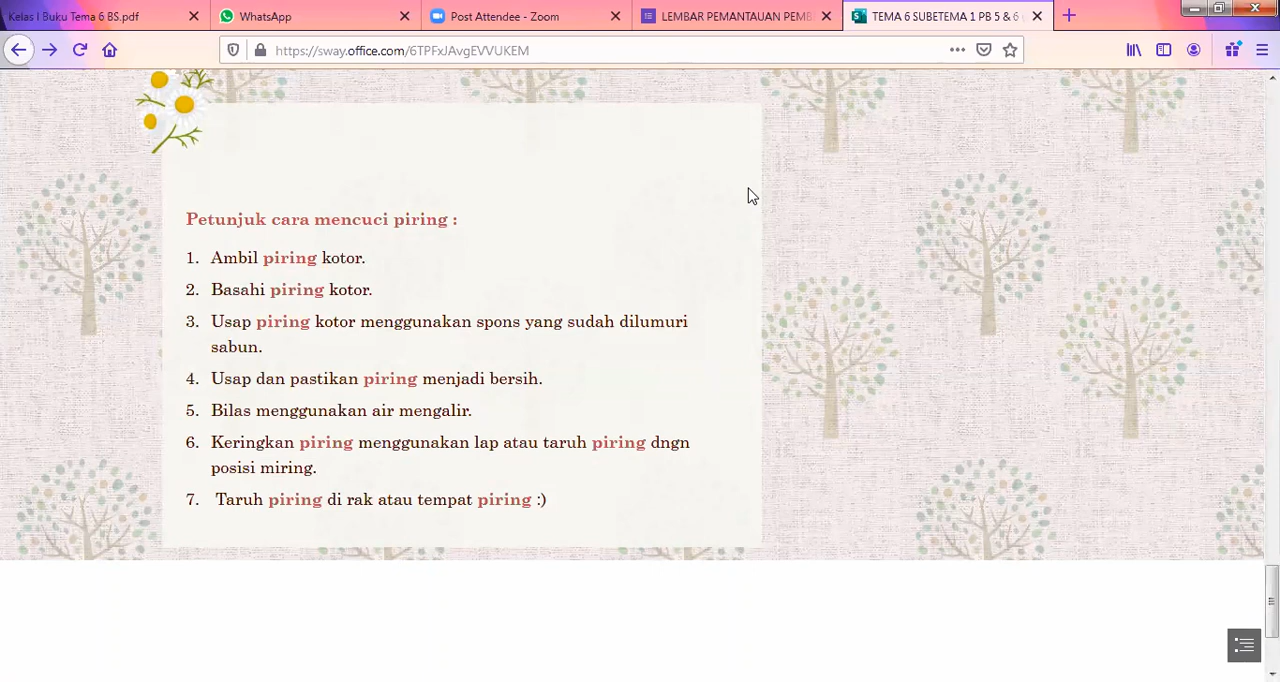 Kelas I Buku Tema 6 BS.pdf
WhatsApp
Post Attendee - Zoom
LEMBAR PEMANTAUAN PEMB
TEMA 6 SUBETEMA 1 PB 5 & 6
https://sway.office.com/6TPFxJAvgEVVUKEM
Petunjuk cara mencuci piring :
1. Ambil piring kotor.
2. Basahi piring kotor.
3. Usap piring kotor menggunakan spons yang sudah dilumuri
sabun.
4. Usap dan pastikan piring menjadi bersih.
5. Bilas menggunakan air mengalir.
6. Keringkan piring menggunakan lap atau taruh piring dngn
posisi miring.
7. Taruh piring di rak atau tempat piring :)